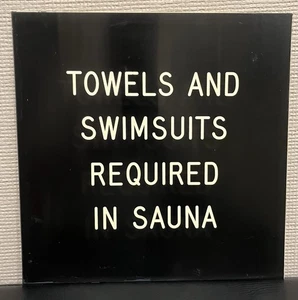 TOWELS AND
SWIMSUITS
REQUIRED
IN SAUNA